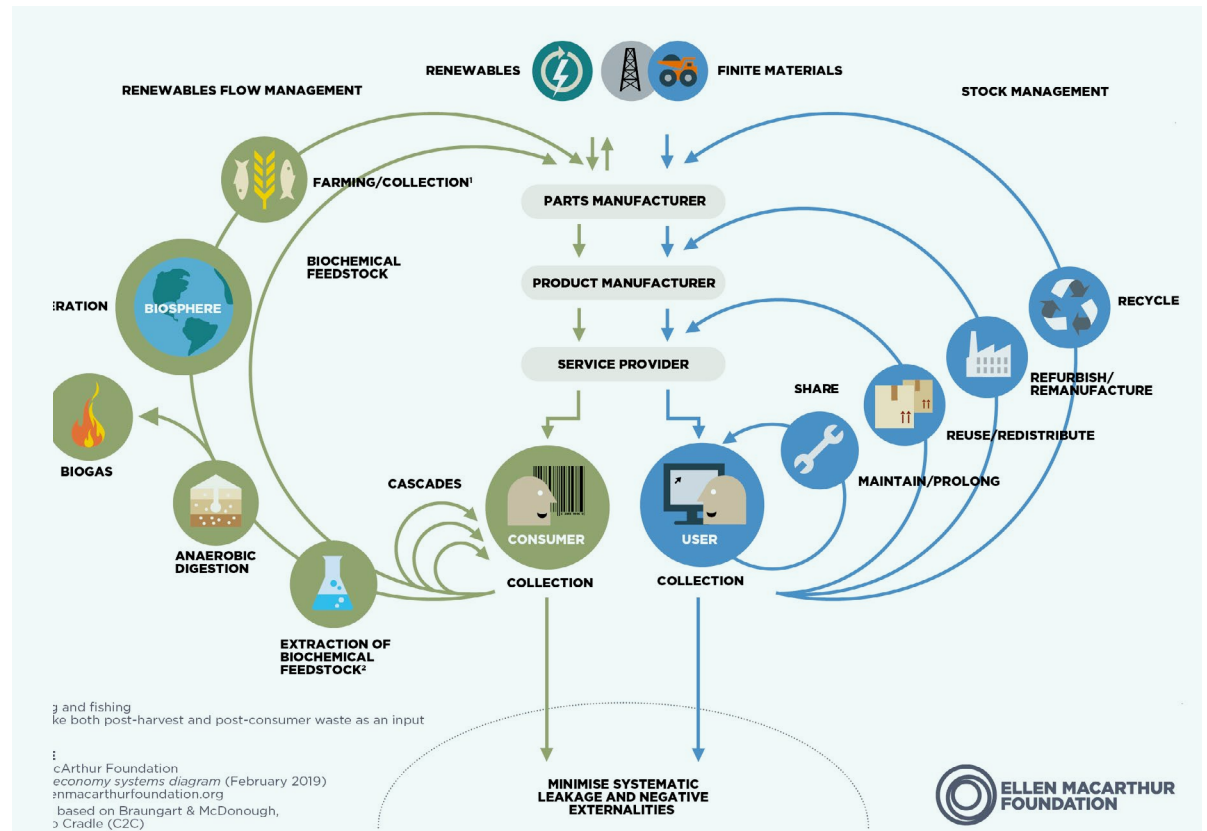 RENEWABLES
FINITE MATERIALS
RENEWABLES FLOW MANAGEMENT
STOCK MANAGEMENT
FARMING/COLLECTION¹
PARTS MANUFACTURER
BIOCHEMICAL
FEEDSTOCK
PRODUCT MANUFACTURER
ERATION
BIOSPHERE
RECYCLE
SERVICE PROVIDER
REFURBISH/
REMANUFACTURE
SHARE
REUSE/REDISTRIBUTE
BIOGAS
CASCADES
MAINTAIN/PROLONG
CONSUMER
USER
ANAEROBIC
DIGESTION
COLLECTION
COLLECTION
EXTRACTION OF
BIOCHEMICAL
FEEDSTOCK²
g and fishing
ke both post-harvest and post-consumer waste as an input
cArthur Foundation
economy systems diagram (February 2019)
enmacarthurfoundation.org
based on Braungart & McDonough,
o Cradle (C2C)
MINIMISE SYSTEMATIC
LEAKAGE AND NEGATIVE
EXTERNALITIES
ELLEN MACARTHUR
FOUNDATION